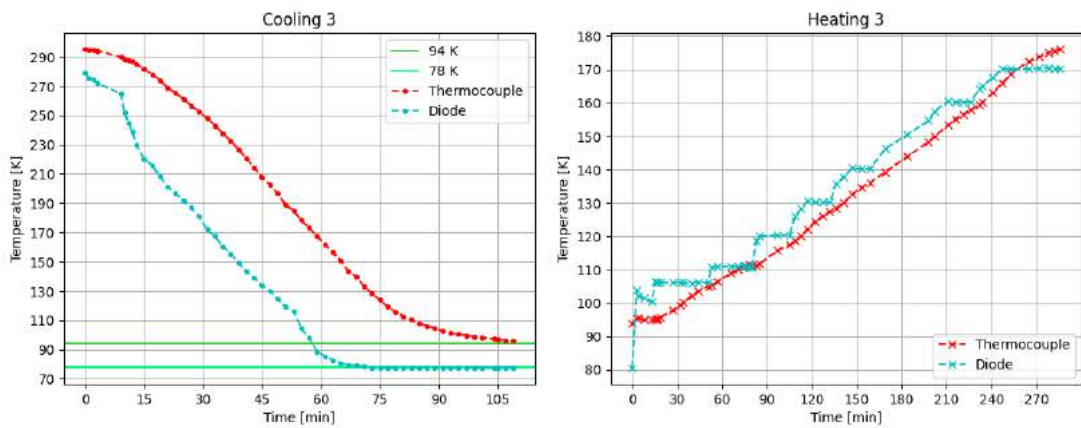 Cooling 3
Temperature [K]
290
270
250
230
210
190
170
150
130
110
90
70
0 15 30 45 60 75 90 105
Time [min]
94 K
78 K
Thermocouple
Diode
Heating 3
Temperature [K]
180
170
160
150
140
130
120
110
100
90
80
0 30 60 90 120 150 180 210 240 270
Time [min]
Thermocouple
Diode